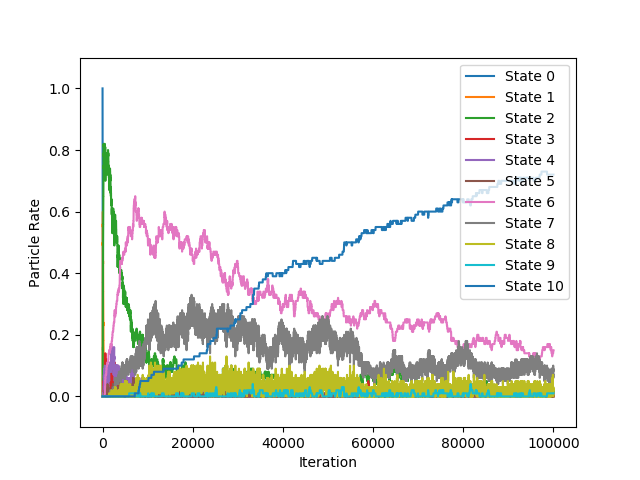 1.0
0.8
0.6
0.4
0.2
0.0
Particle Rate
0
20000
40000
60000
80000
100000
Iteration
State 0
State 1
State 2
State 3
State 4
State 5
State 6
State 7
State 8
State 9
State 10